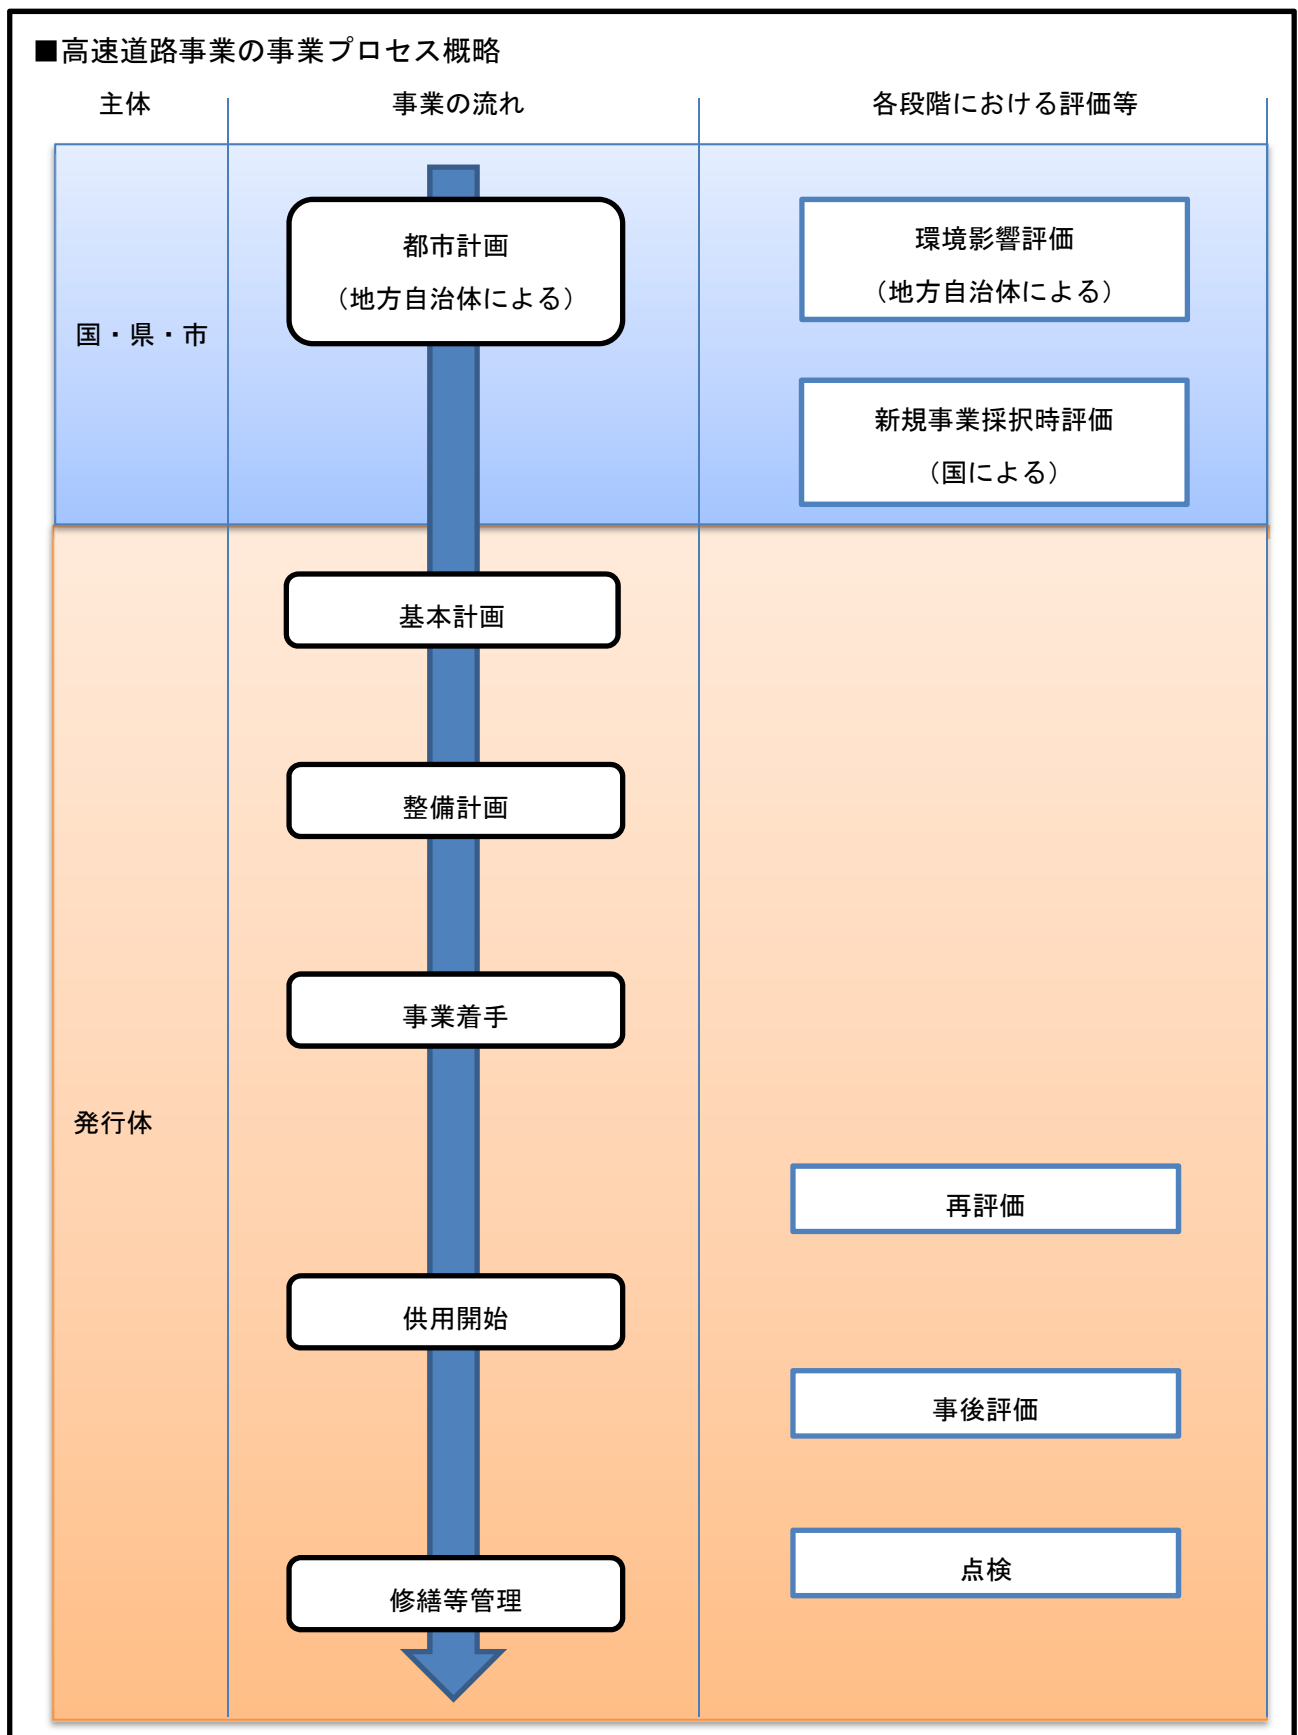 ■高速道路事業の事業プロセス概略
主体
事業の流れ
各段階における評価等
国・県・市
都市計画
（地方自治体による）
環境影響評価
（地方自治体による）
新規事業採択時評価
（国による）
発行体
基本計画
整備計画
事業着手
再評価
供用開始
事後評価
点検
修繕等管理